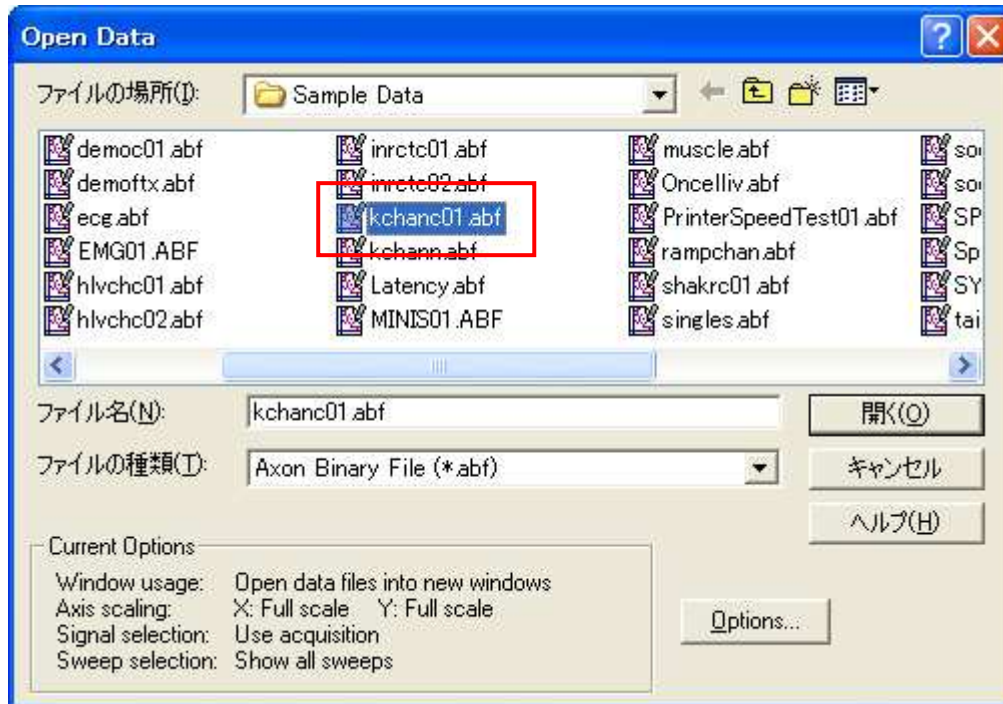 Open Data
ファイルの場所(I):
Sample Data
democ01.abf
demoftx.abf
ecg.abf
EMG01.ABF
hlvchc01.abf
hlvchc02.abf
inrctc01.abf
inrctc02.abf
kchanc01.abf
kchann.abf
Latency.abf
MINIS01.ABF
muscle.abf
Oncelliv.abf
PrinterSpeedTest01.abf
rampchan.abf
shakrc01.abf
singles.abf
SP
Sp
SY
tai
ファイル名(N):
kchanc01.abf
開く(O)
ファイルの種類(T):
Axon Binary File (*.abf)
キャンセル
ヘルプ(H)
Current Options
Window usage: Open data files into new windows
Axis scaling: X: Full scale Y: Full scale
Signal selection: Use acquisition
Sweep selection: Show all sweeps
Options...